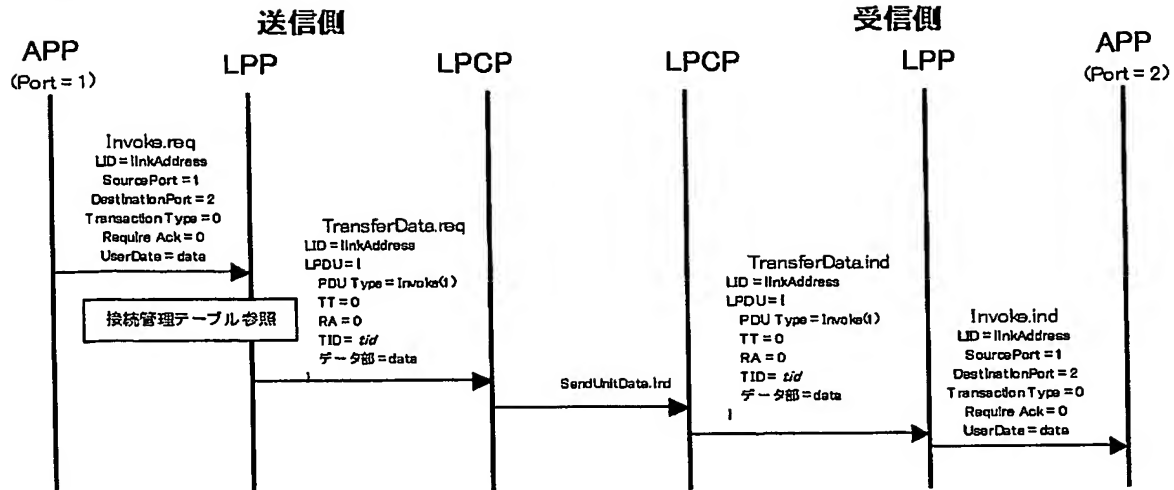 送信側
受信側
APP
(Port = 1)
LPP
LPCP
LPCP
LPP
APP
(Port = 2)
Invoke.req
LID = linkAddress
SourcePort = 1
DestinationPort = 2
Transaction Type = 0
Require Ack = 0
UserData = data
接続管理テーブル参照
TransferData.req
LID = linkAddress
LPDU = {
PDU Type = Invoke(1)
TT = 0
RA = 0
TID = tid
データ部 = data
}
SendUnitData.ind
TransferData.ind
LID = linkAddress
LPDU = {
PDU Type = Invoke(1)
TT = 0
RA = 0
TID = tid
データ部 = data
}
Invoke.ind
LID = linkAddress
SourcePort = 1
DestinationPort = 2
Transaction Type = 0
Require Ack = 0
UserData = data